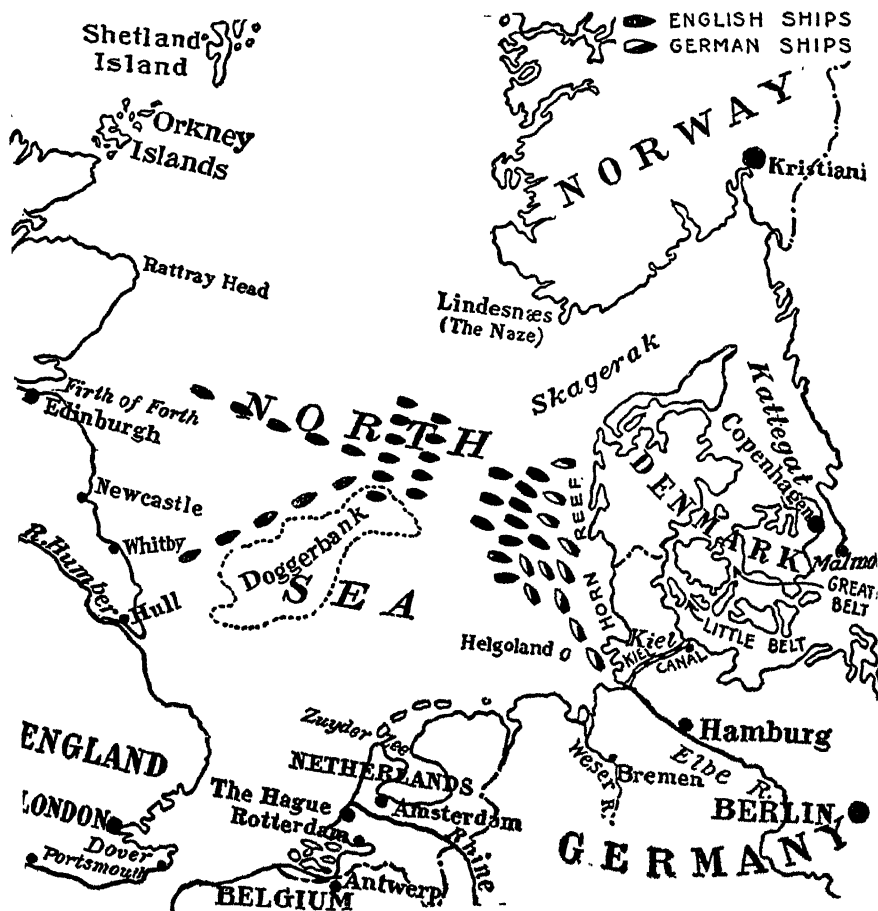 ENGLISH SHIPS
GERMAN SHIPS
Shetland
Island
Orkney
Islands
NORWAY
Kristiani
Rattray Head
Lindesnæs
(The Naze)
Skagerak
Kattegat
Firth of Forth
Edinburgh
NORTH
SEA
Copenhagen
DENMARK
HORN REEF
Newcastle
Whitby
Doggerbank
R. Humber
Hull
Malmo
GREAT
BELT
LITTLE BELT
Helgoland
Kiel
KIEL
CANAL
Zuyder Zee
ENGLAND
NETHERLANDS
Hamburg
Elbe R.
Weser R.
Bremen
The Hague
Amsterdam
Rotterdam
Rhine
LONDON
BERLIN
Dover
Portsmouth
GERMANY
Antwerp
BELGIUM